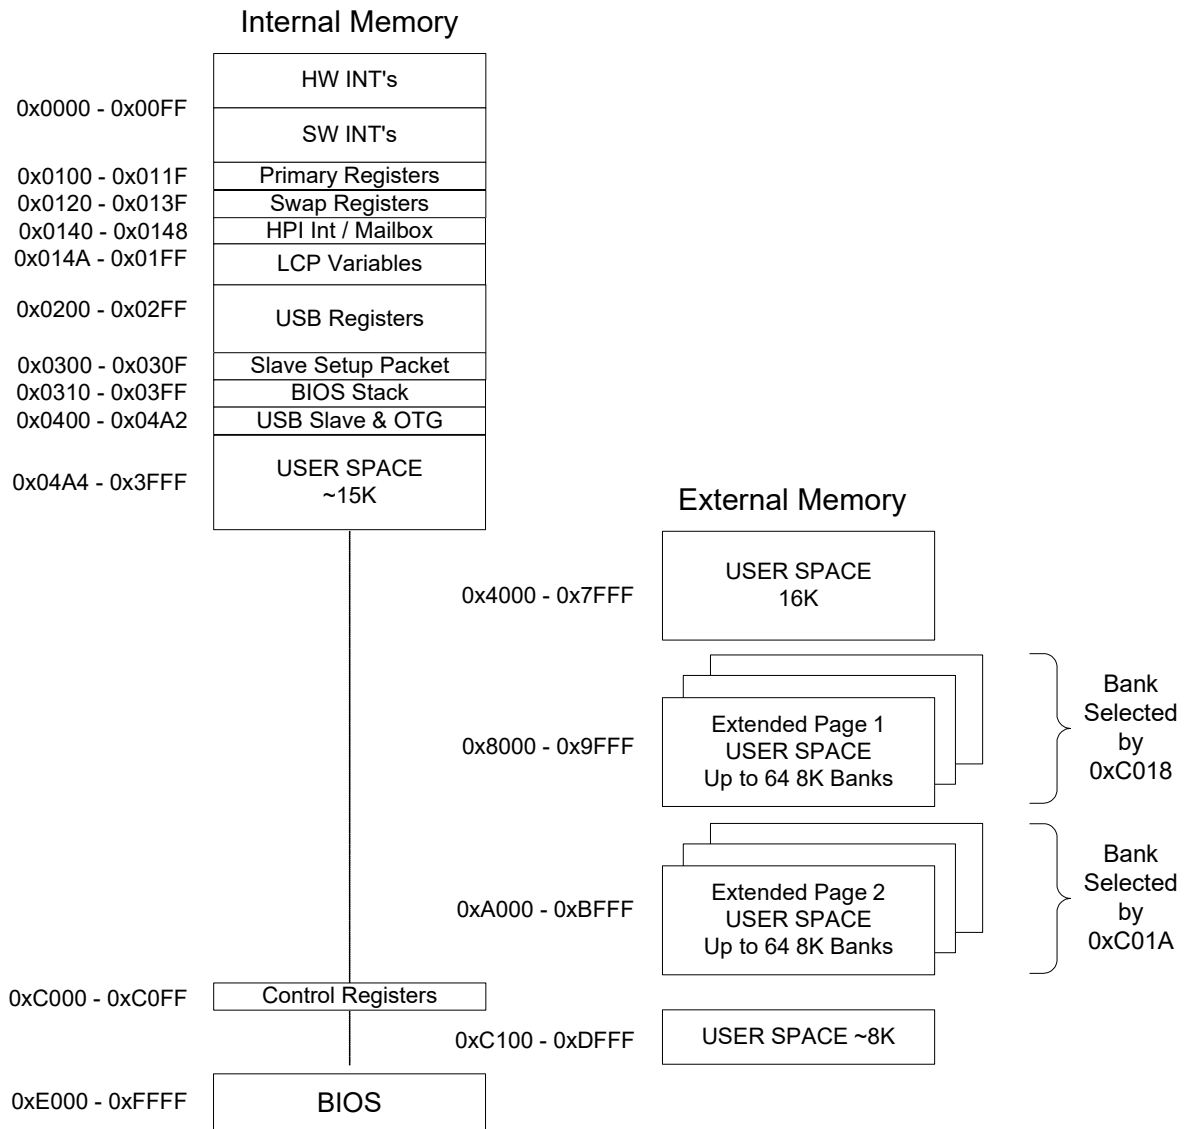 Internal Memory
HW INT's
0x0000 - 0x00FF
SW INT's
0x0100 - 0x011F
Primary Registers
0x0120 - 0x013F
Swap Registers
0x0140 - 0x0148
HPI Int / Mailbox
0x014A - 0x01FF
LCP Variables
0x0200 - 0x02FF
USB Registers
0x0300 - 0x030F
Slave Setup Packet
0x0310 - 0x03FF
BIOS Stack
0x0400 - 0x04A2
USB Slave & OTG
0x04A4 - 0x3FFF
USER SPACE
~15K
External Memory
0x4000 - 0x7FFF
USER SPACE
16K
0x8000 - 0x9FFF
Extended Page 1
USER SPACE
Up to 64 8K Banks
Bank
Selected
by
0xC018
0xA000 - 0xBFFF
Extended Page 2
USER SPACE
Up to 64 8K Banks
Bank
Selected
by
0xC01A
0xC000 - 0xC0FF
Control Registers
0xC100 - 0xDFFF
USER SPACE ~8K
0xE000 - 0xFFFF
BIOS